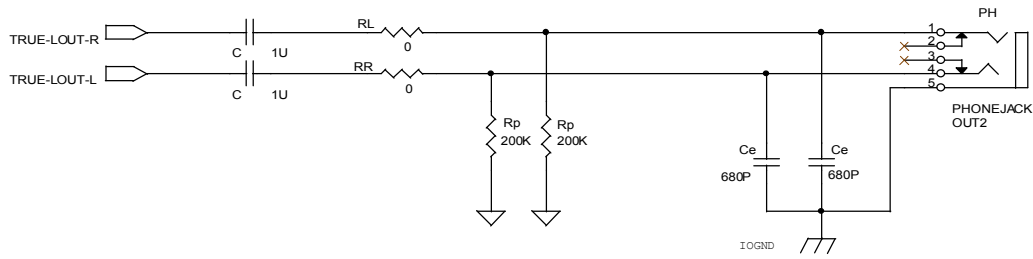 PH
RL
TRUE-LOUT-R
C 1U
0
1
2
3
4
5
TRUE-LOUT-L
RR
C 1U
0
PHONEJACK
OUT2
Rp
200K
Rp
200K
Ce
680P
Ce
680P
IOGND